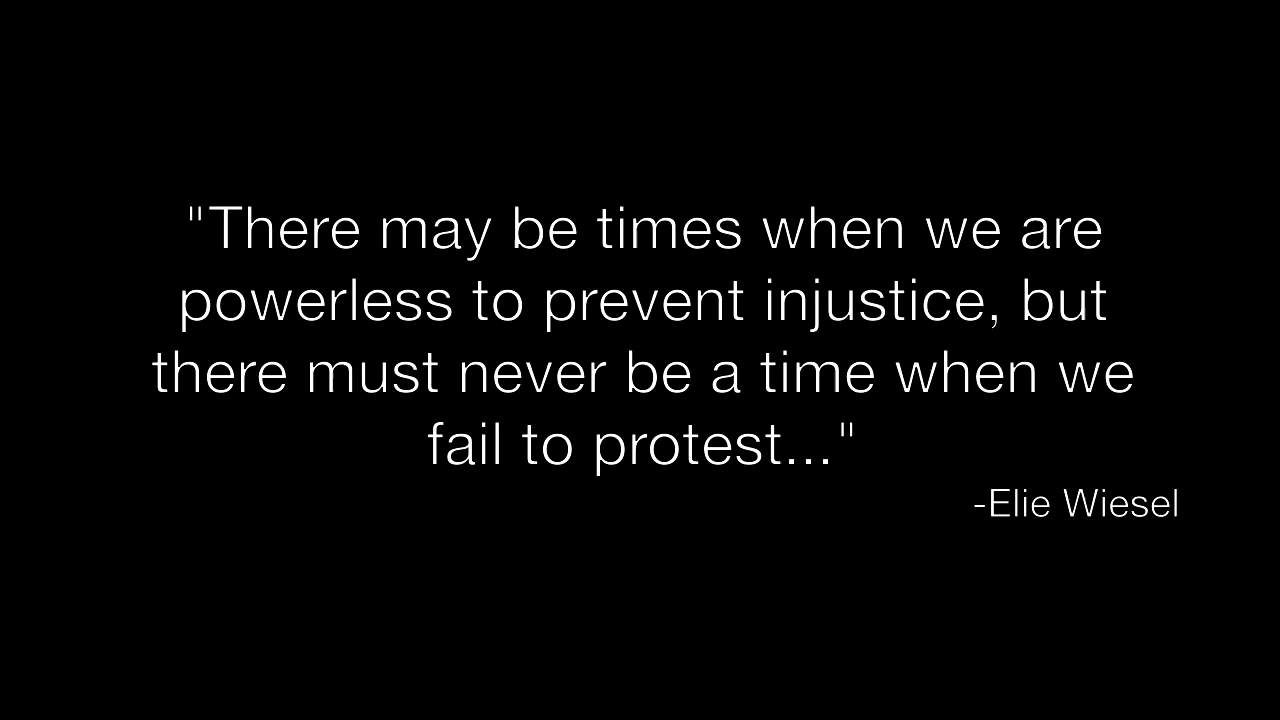 "There may be times when we are
powerless to prevent injustice, but
there must never be a time when we
fail to protest..."
-Elie Wiesel